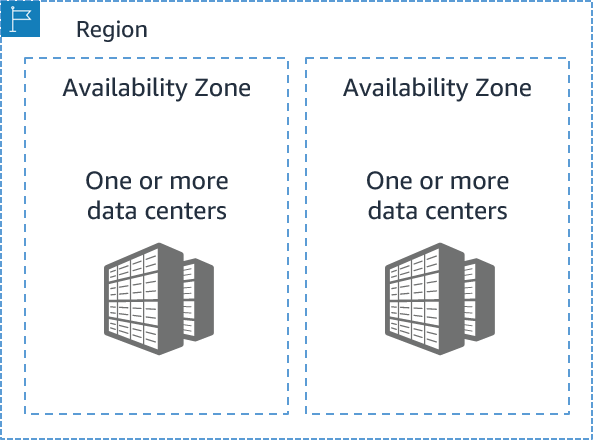 Region
Availability Zone
One or more
data centers
Availability Zone
One or more
data centers